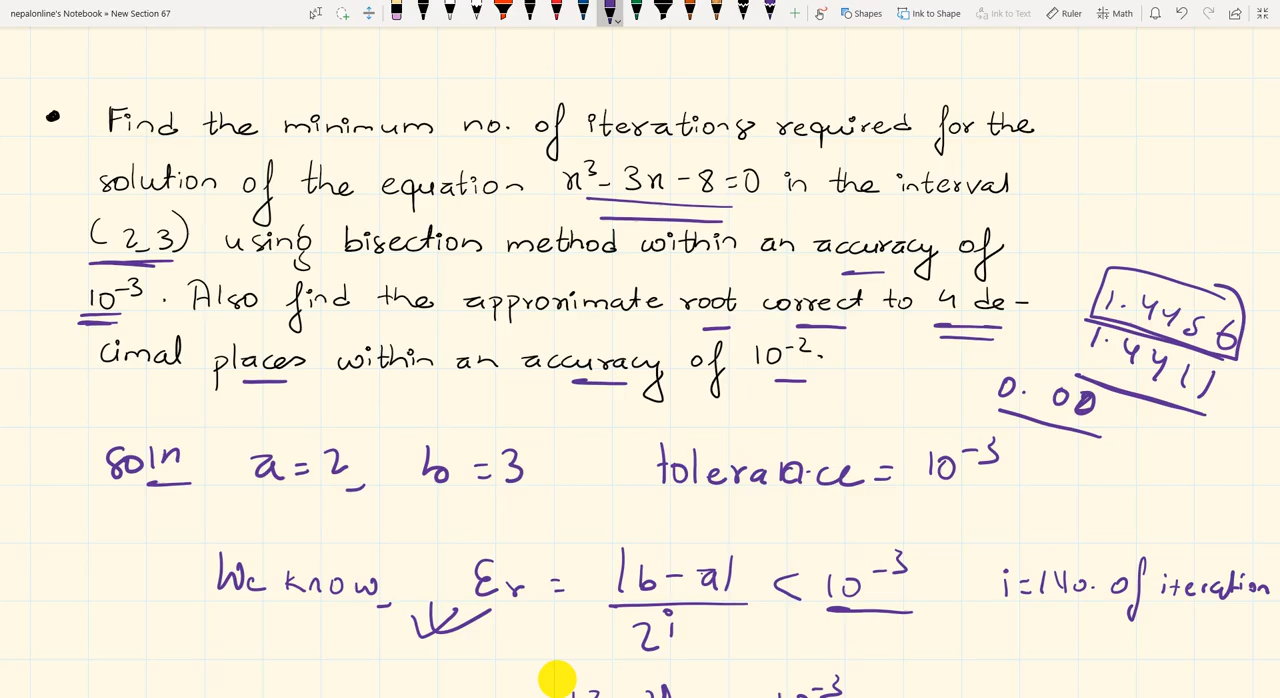 nepalonline's Notebook » New Section 67
Shapes Ink to Shape Ink to Text Ruler Math
• Find the minimum no. of iterations required for the
solution of the equation x³ - 3x - 8 = 0 in the interval
(2, 3) using bisection method within an accuracy of
10⁻³. Also find the approximate root correct to 4 de-
cimal places within an accuracy of 10⁻².
1.4456
1.4411
0.00
soln a = 2, b = 3 tolerance = 10⁻³
We know, Er = |b - a| / 2^i < 10⁻³ i = No. of iteration